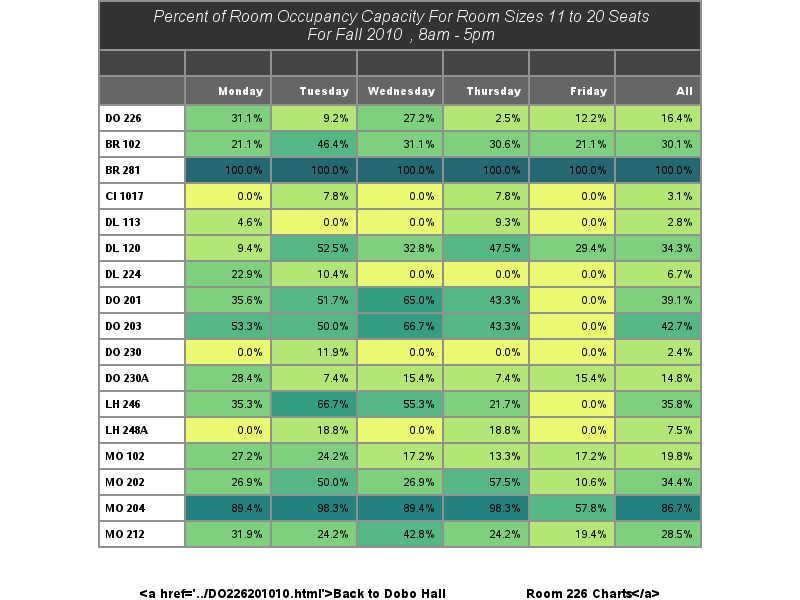 Percent of Room Occupancy Capacity For Room Sizes 11 to 20 Seats
For Fall 2010 , 8am - 5pm
Monday Tuesday Wednesday Thursday Friday All
DO 226 31.1% 9.2% 27.2% 2.5% 12.2% 16.4%
BR 102 21.1% 46.4% 31.1% 30.6% 21.1% 30.1%
BR 281 100.0% 100.0% 100.0% 100.0% 100.0% 100.0%
CI 1017 0.0% 7.8% 0.0% 7.8% 0.0% 3.1%
DL 113 4.6% 0.0% 0.0% 9.3% 0.0% 2.8%
DL 120 9.4% 52.5% 32.8% 47.5% 29.4% 34.3%
DL 224 22.9% 10.4% 0.0% 0.0% 0.0% 6.7%
DO 201 35.6% 51.7% 65.0% 43.3% 0.0% 39.1%
DO 203 53.3% 50.0% 66.7% 43.3% 0.0% 42.7%
DO 230 0.0% 11.9% 0.0% 0.0% 0.0% 2.4%
DO 230A 28.4% 7.4% 15.4% 7.4% 15.4% 14.8%
LH 246 35.3% 66.7% 55.3% 21.7% 0.0% 35.8%
LH 248A 0.0% 18.8% 0.0% 18.8% 0.0% 7.5%
MO 102 27.2% 24.2% 17.2% 13.3% 17.2% 19.8%
MO 202 26.9% 50.0% 26.9% 57.5% 10.6% 34.4%
MO 204 89.4% 98.3% 89.4% 98.3% 57.8% 86.7%
MO 212 31.9% 24.2% 42.8% 24.2% 19.4% 28.5%
<a href='../DO226201010.html'>Back to Dobo Hall Room 226 Charts</a>